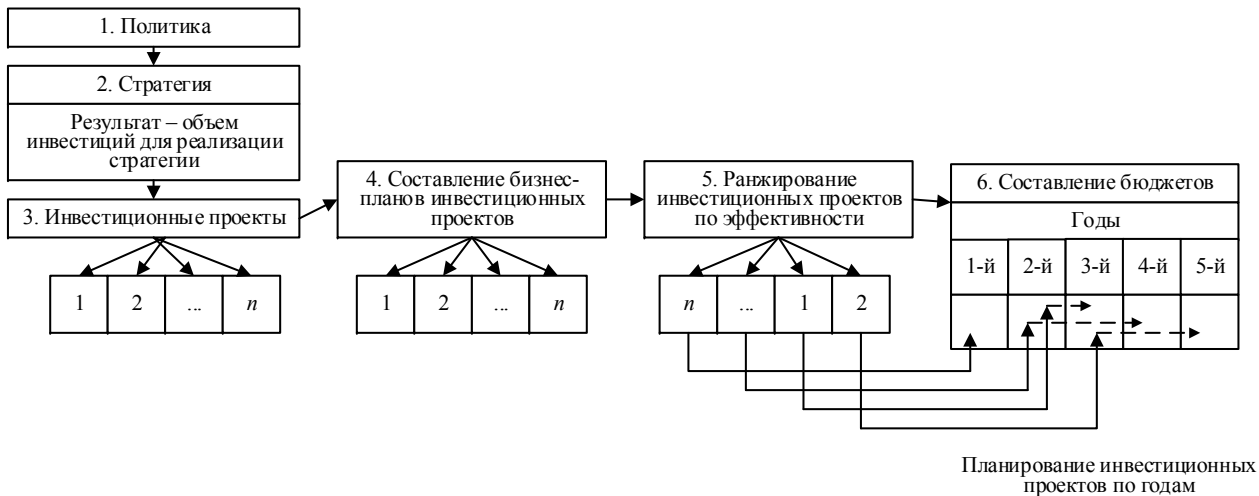 1. Политика
2. Стратегия
Результат – объем
инвестиций для реализации
стратегии
3. Инвестиционные проекты
1 2 ... n
4. Составление бизнес-
планов инвестиционных
проектов
1 2 ... n
5. Ранжирование
инвестиционных проектов
по эффективности
n ... 1 2
6. Составление бюджетов
Годы
1-й 2-й 3-й 4-й 5-й
Планирование инвестиционных
проектов по годам